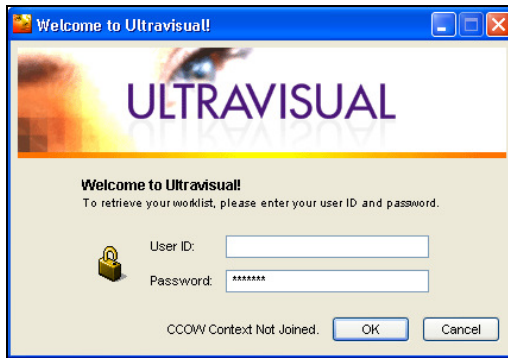 Welcome to Ultravisual!
ULTRAVISUAL
Welcome to Ultravisual!
To retrieve your worklist, please enter your user ID and password.
User ID:
Password: *******
CCOW Context Not Joined. OK Cancel